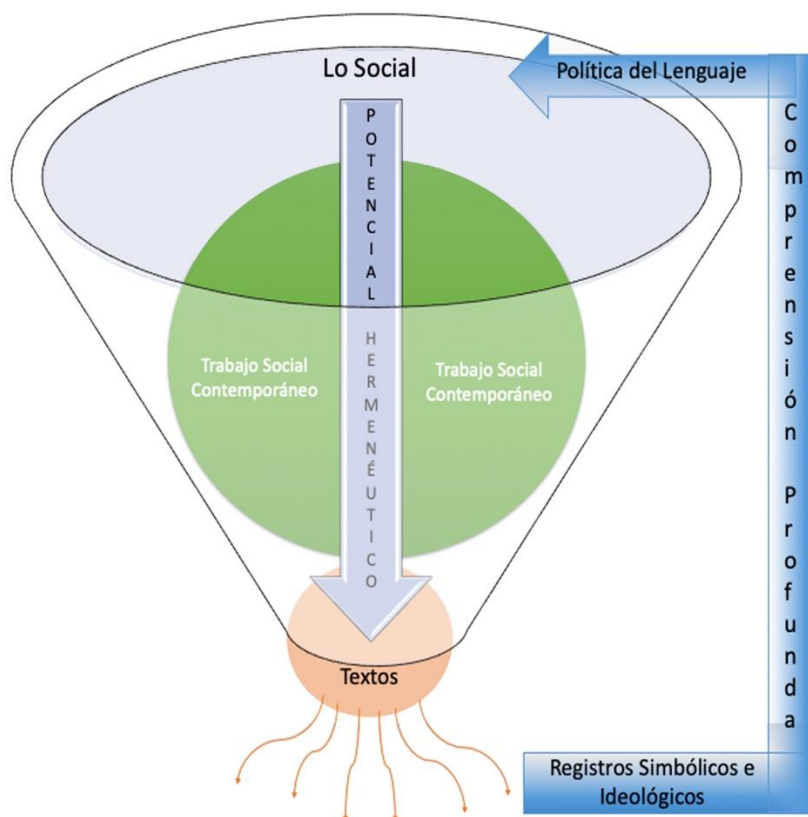 Lo Social
Política del Lenguaje
POTENCIAL HERMENÉUTICO
Comprensión Profunda
Trabajo Social
Contemporáneo
Trabajo Social
Contemporáneo
Textos
Registros Simbólicos e
Ideológicos